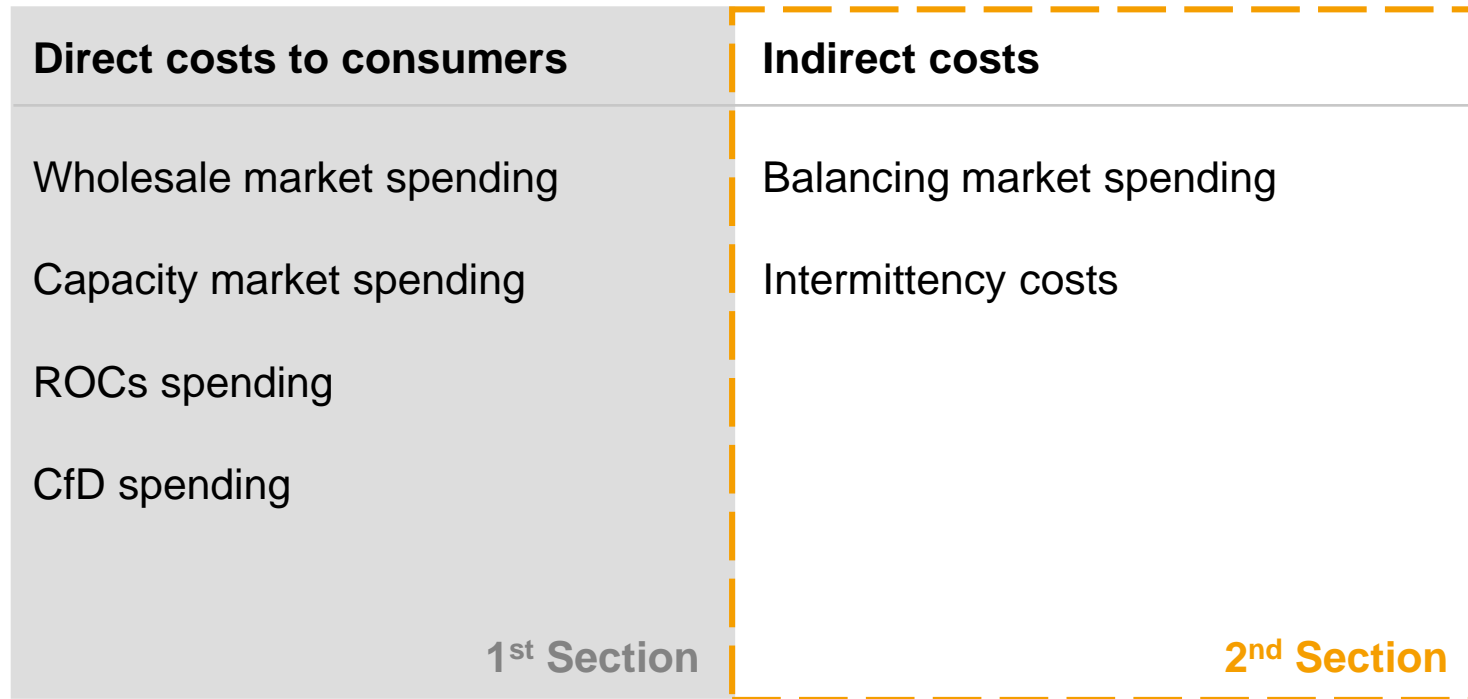 Direct costs to consumers
Wholesale market spending
Capacity market spending
ROCs spending
CfD spending
1st Section
Indirect costs
Balancing market spending
Intermittency costs
2nd Section